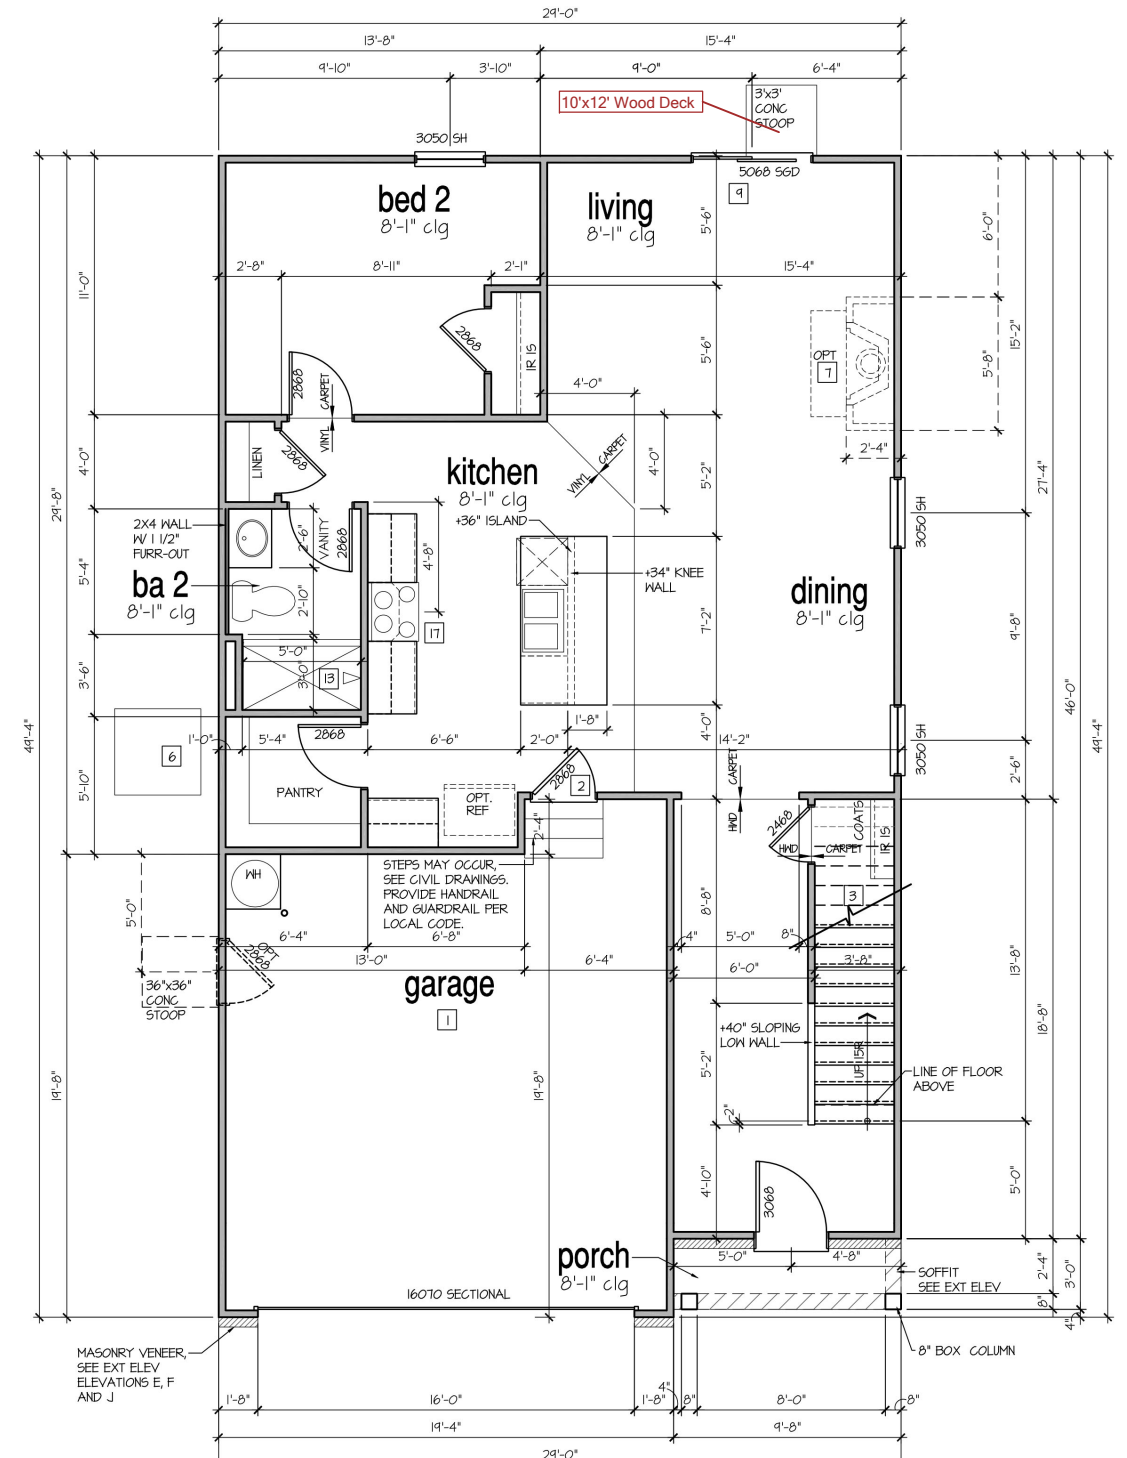 29'-0"
13'-8"
15'-4"
9'-10"
3'-10"
9'-0"
6'-4"
10'x12' Wood Deck
3'x3'
CONC
STOOP
3050 SH
5068 SGD
9
bed 2
8'-1" clg
living
8'-1" clg
5'-6"
6'-0"
2'-8"
8'-11"
2'-1"
15'-4"
11'-0"
2868
1R 1S
5'-6"
OPT
7
15'-2"
5'-8"
2868
CARPET
4'-0"
VINYL
LINEN
2868
4'-0"
kitchen
8'-1" clg
VINYL
CARPET
4'-0"
5'-2"
2'-4"
27'-4"
29'-8"
+36" ISLAND
2X4 WALL
W/ 1 1/2"
FURR-OUT
2'-6"
VANITY
2868
4'-8"
3050 SH
5'-4"
ba 2
8'-1" clg
2'-10"
+34" KNEE
WALL
dining
8'-1" clg
7'-2"
9'-8"
17
5'-0"
3'-0"
13
3'-6"
46'-0"
49'-4"
49'-4"
1'-0"
5'-4"
2868
6'-6"
2'-0"
1'-8"
4'-0"
14'-2"
3050 SH
6
2868
2
CARPET
2'-6"
5'-10"
PANTRY
OPT.
REF
2'-4"
HWD
2468
COATS
1R 1S
HWD
CARPET
STEPS MAY OCCUR,
SEE CIVIL DRAWINGS.
PROVIDE HANDRAIL
AND GUARDRAIL PER
LOCAL CODE.
WH
3
8'-8"
5'-0"
6'-4"
6'-8"
4"
5'-0"
8"
OPT
2868
13'-0"
6'-4"
6'-0"
3'-8"
13'-8"
36"x36"
CONC
STOOP
garage
1
18'-8"
+40" SLOPING
LOW WALL
UP 15R
5'-2"
LINE OF FLOOR
ABOVE
19'-8"
19'-8"
2"
4'-10"
3068
5'-0"
porch
8'-1" clg
5'-0"
4'-8"
SOFFIT
SEE EXT ELEV
2'-4"
3'-0"
16070 SECTIONAL
8"
4"
MASONRY VENEER,
SEE EXT ELEV
ELEVATIONS E, F
AND J
8" BOX COLUMN
1'-8"
16'-0"
1'-8"
4"
8"
8'-0"
8"
19'-4"
9'-8"
29'-0"